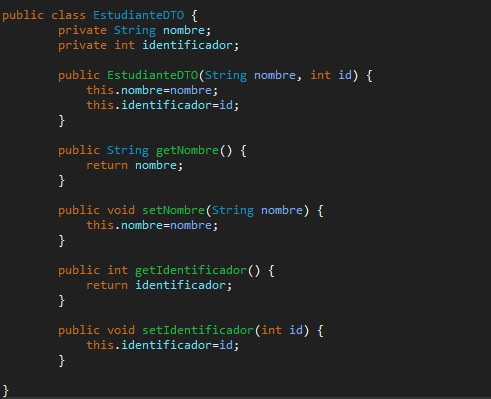 public class EstudianteDTO {
private String nombre;
private int identificador;
public EstudianteDTO(String nombre, int id) {
this.nombre=nombre;
this.identificador=id;
}
public String getNombre() {
return nombre;
}
public void setNombre(String nombre) {
this.nombre=nombre;
}
public int getIdentificador() {
return identificador;
}
public void setIdentificador(int id) {
this.identificador=id;
}
}